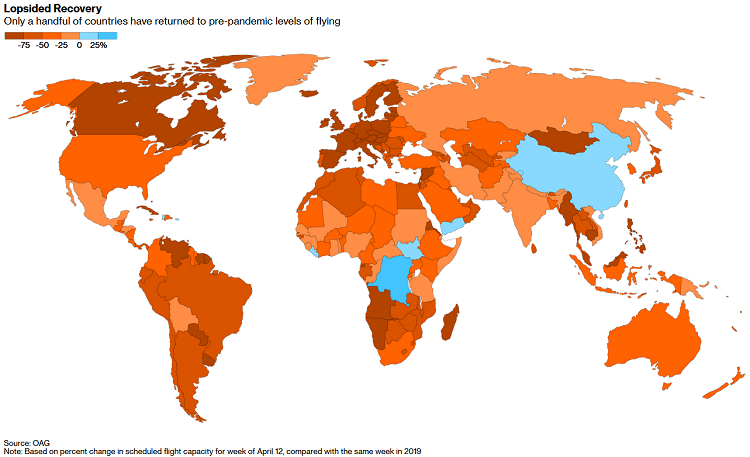 Lopsided Recovery
Only a handful of countries have returned to pre-pandemic levels of flying
-75 -50 -25 0 25%
Source: OAG
Note: Based on percent change in scheduled flight capacity for week of April 12, compared with the same week in 2019